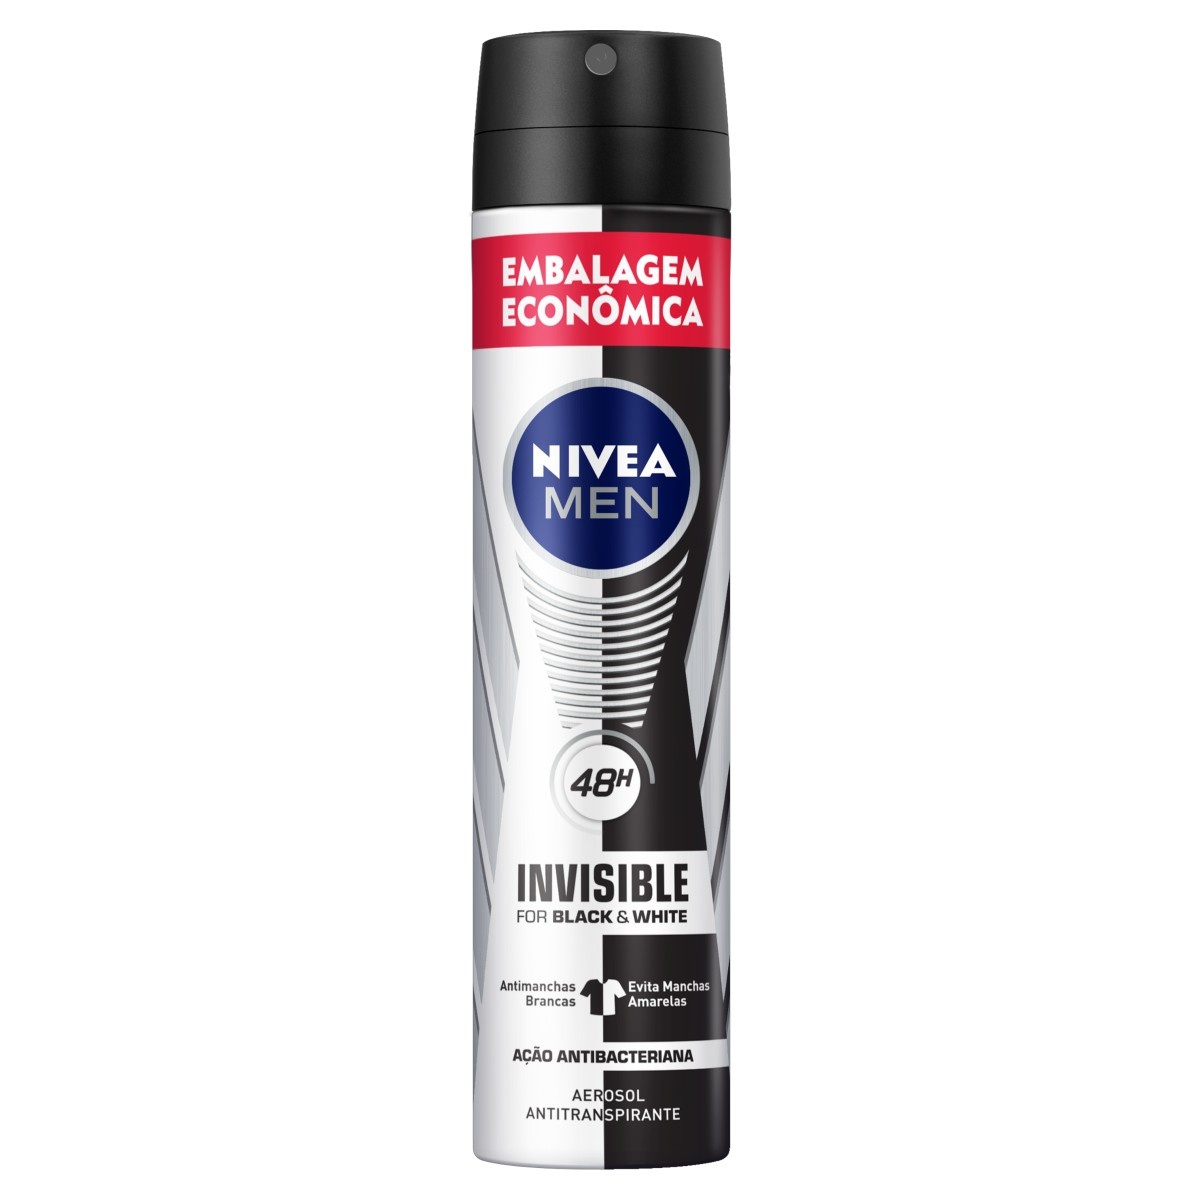 EMBALAGEM
ECONÔMICA
NIVEA
MEN
48H
INVISIBLE
FOR BLACK & WHITE
Antimanchas
Brancas
Evita Manchas
Amarelas
AÇÃO ANTIBACTERIANA
AEROSOL
ANTITRANSPIRANTE